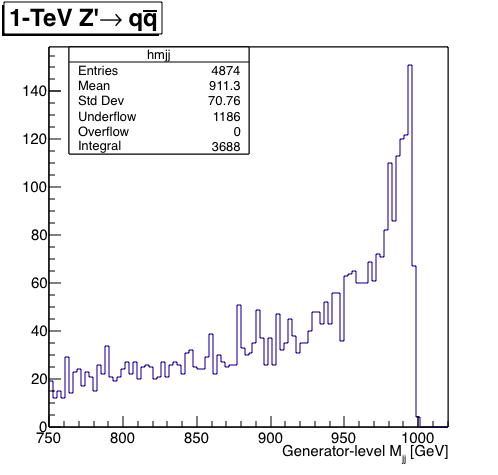 1-TeV Z'→ qq̅
hmjj
Entries 4874
Mean 911.3
Std Dev 70.76
Underflow 1186
Overflow 0
Integral 3688
140
120
100
80
60
40
20
0
750 800 850 900 950 1000
Generator-level M_jj [GeV]